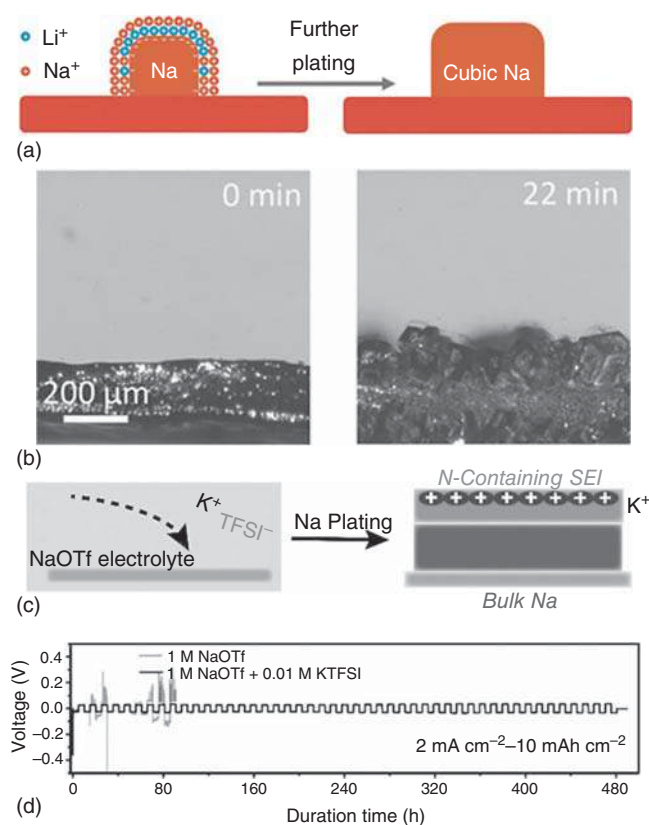 Li⁺
Na⁺
Na
Further
plating
Cubic Na
(a)
0 min
22 min
200 μm
(b)
K⁺
TFSI⁻
NaOTf electrolyte
Na Plating
N-Containing SEI
K⁺
Bulk Na
(c)
1 M NaOTf
1 M NaOTf + 0.01 M KTFSI
Voltage (V)
0.4
0.2
0.0
−0.2
−0.4
2 mA cm⁻²–10 mAh cm⁻²
0 80 160 240 320 400 480
(d)
Duration time (h)